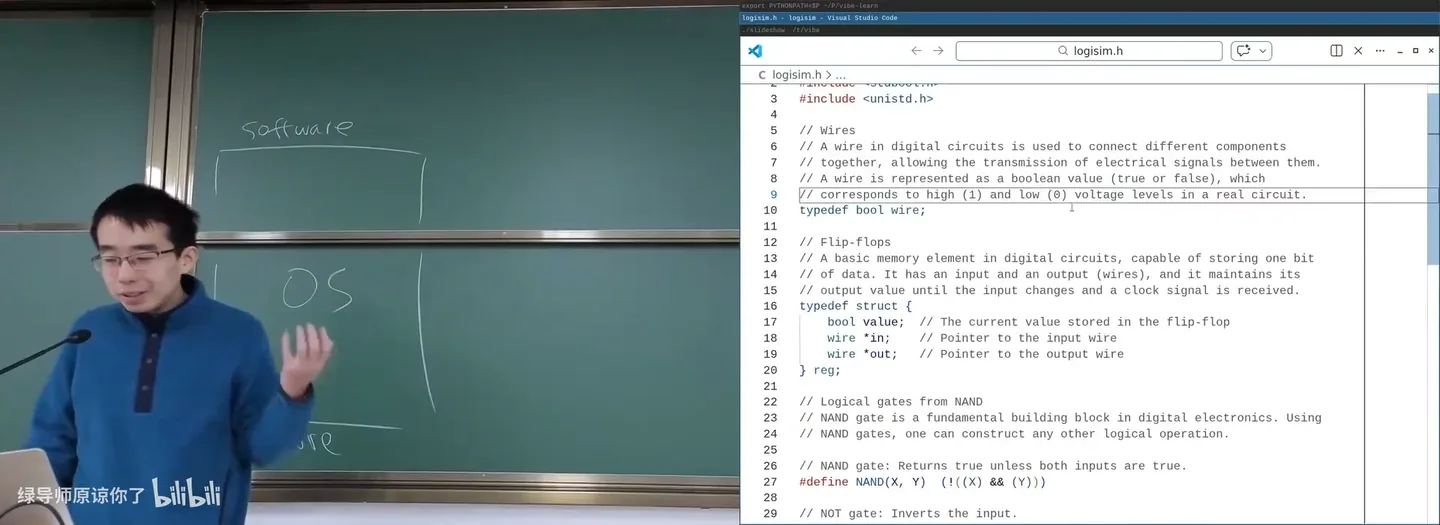 software
OS
绿导师原谅你了 bilibili
export PYTHONPATH=$P ~/P/vibe-learn
logisim.h - logisim - Visual Studio Code
./slideshow /t/vibe
logisim.h
C logisim.h > ...
3 #include <unistd.h>
4
5 // Wires
6 // A wire in digital circuits is used to connect different components
7 // together, allowing the transmission of electrical signals between them.
8 // A wire is represented as a boolean value (true or false), which
9 // corresponds to high (1) and low (0) voltage levels in a real circuit.
10 typedef bool wire;
11
12 // Flip-flops
13 // A basic memory element in digital circuits, capable of storing one bit
14 // of data. It has an input and an output (wires), and it maintains its
15 // output value until the input changes and a clock signal is received.
16 typedef struct {
17 bool value; // The current value stored in the flip-flop
18 wire *in; // Pointer to the input wire
19 wire *out; // Pointer to the output wire
20 } reg;
21
22 // Logical gates from NAND
23 // NAND gate is a fundamental building block in digital electronics. Using
24 // NAND gates, one can construct any other logical operation.
25
26 // NAND gate: Returns true unless both inputs are true.
27 #define NAND(X, Y) (!((X) && (Y)))
28
29 // NOT gate: Inverts the input.